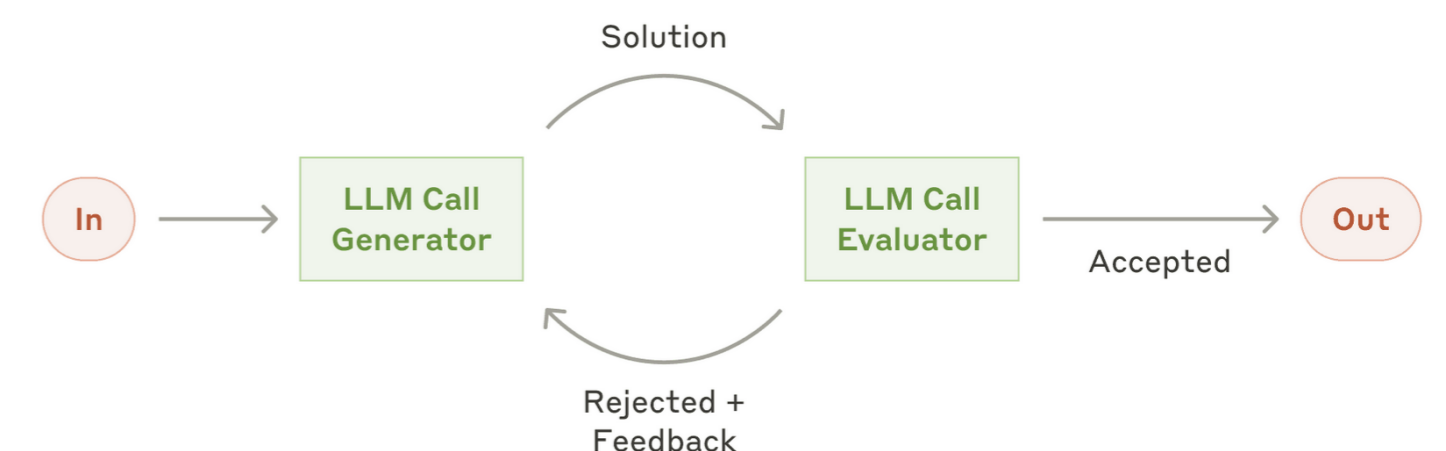 Solution
In
LLM Call
Generator
LLM Call
Evaluator
Accepted
Out
Rejected +
Feedback